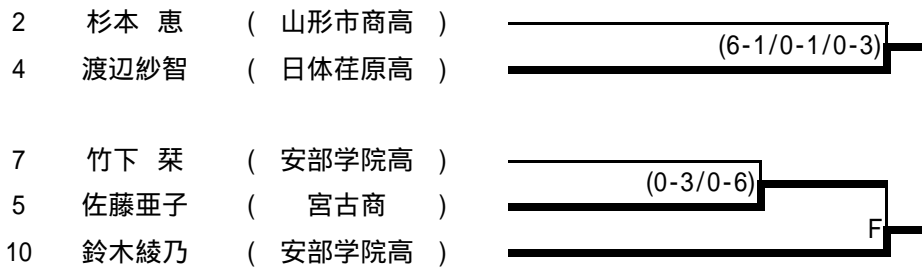 2 杉本 恵 ( 山形市商高 )
(6-1/0-1/0-3)
4 渡辺紗智 ( 日体荏原高 )
7 竹下 栞 ( 安部学院高 )
(0-3/0-6)
5 佐藤亜子 ( 宮古商 )
F
10 鈴木綾乃 ( 安部学院高 )